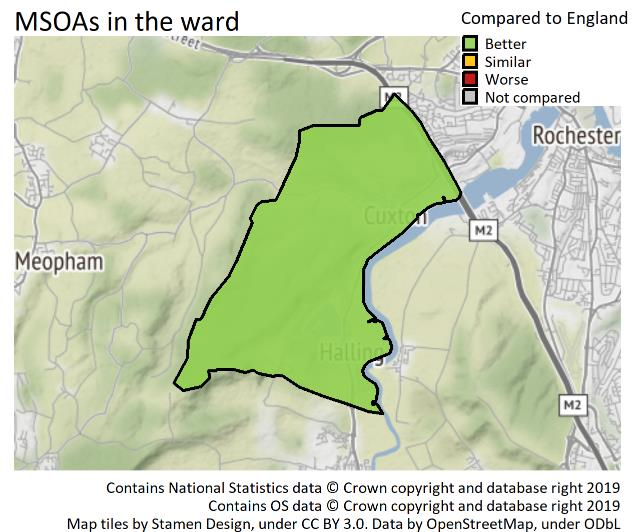 MSOAs in the ward
Compared to England
Better
Similar
Worse
Not compared
Rochester
Cuxton
M2
Meopham
Halling
M2
Contains National Statistics data © Crown copyright and database right 2019
Contains OS data © Crown copyright and database right 2019
Map tiles by Stamen Design, under CC BY 3.0. Data by OpenStreetMap, under ODbL